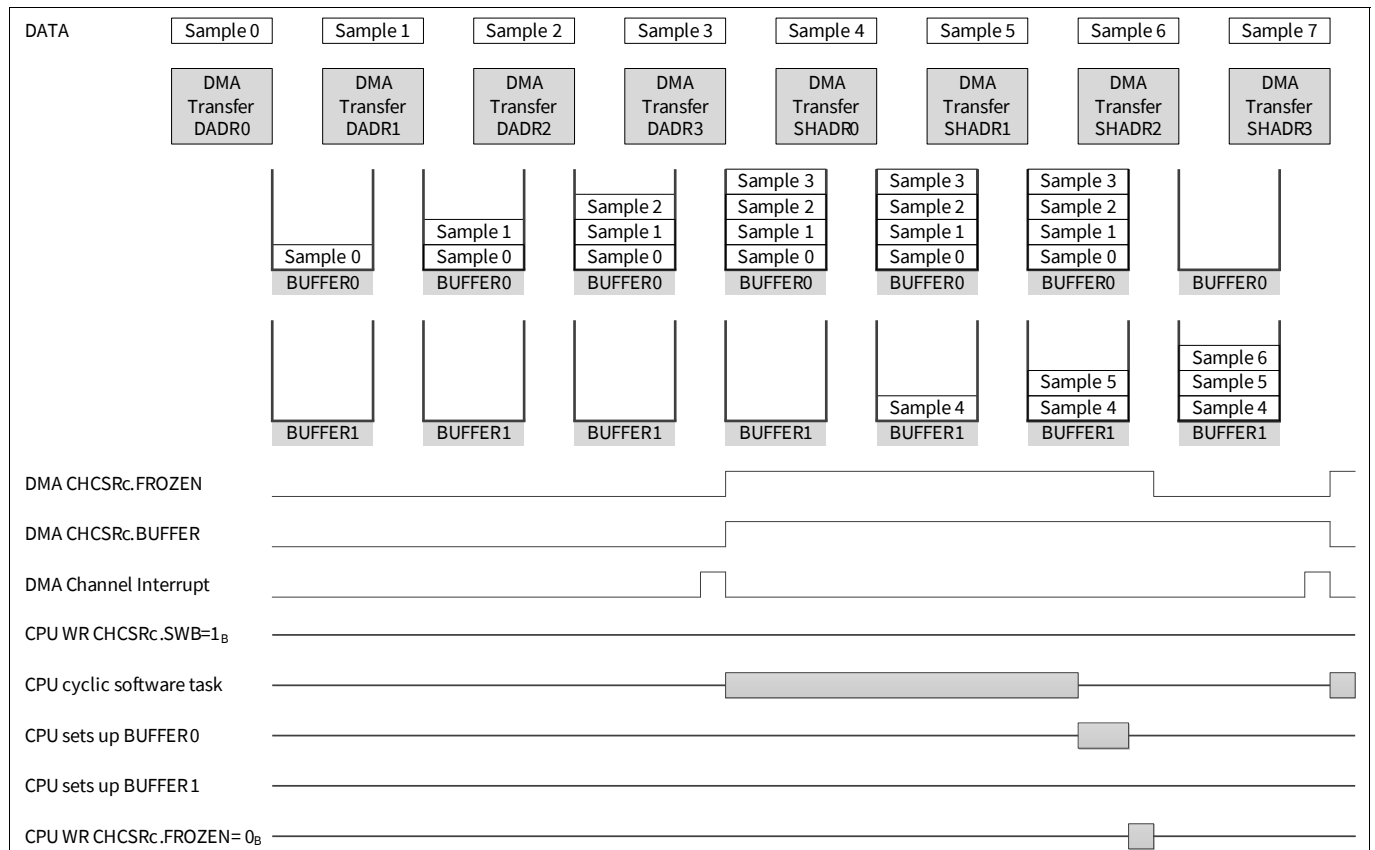 DATA Sample 0 Sample 1 Sample 2 Sample 3 Sample 4 Sample 5 Sample 6 Sample 7
DMA DMA DMA DMA DMA DMA DMA DMA
Transfer Transfer Transfer Transfer Transfer Transfer Transfer Transfer
DADR0 DADR1 DADR2 DADR3 SHADR0 SHADR1 SHADR2 SHADR3
Sample 3 Sample 3 Sample 3
Sample 2 Sample 2 Sample 2 Sample 2
Sample 1 Sample 1 Sample 1 Sample 1 Sample 1
Sample 0 Sample 0 Sample 0 Sample 0 Sample 0 Sample 0
BUFFER0 BUFFER0 BUFFER0 BUFFER0 BUFFER0 BUFFER0 BUFFER0
Sample 6
Sample 5 Sample 5
Sample 4 Sample 4 Sample 4
BUFFER1 BUFFER1 BUFFER1 BUFFER1 BUFFER1 BUFFER1 BUFFER1
DMA CHCSRc.FROZEN
DMA CHCSRc.BUFFER
DMA Channel Interrupt
CPU WR CHCSRc.SWB=1B
CPU cyclic software task
CPU sets up BUFFER0
CPU sets up BUFFER1
CPU WR CHCSRc.FROZEN= 0B